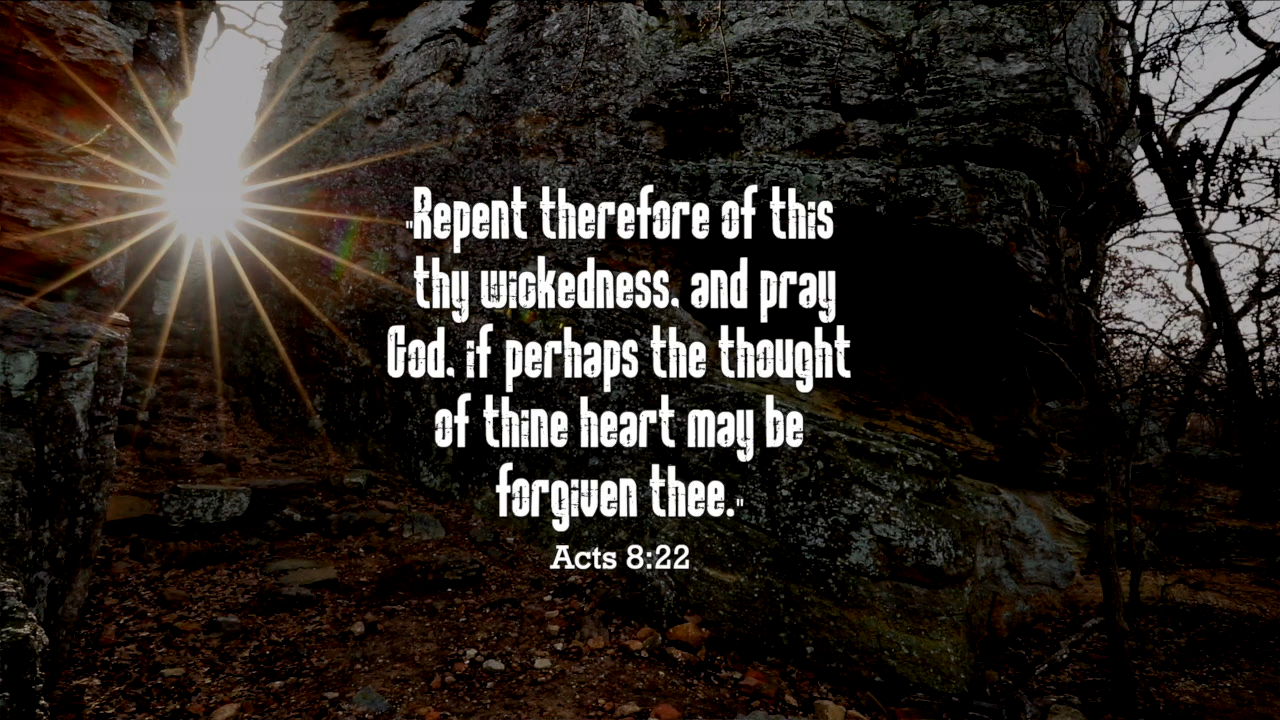 "Repent therefore of this
thy wickedness, and pray
God, if perhaps the thought
of thine heart may be
forgiven thee."
Acts 8:22